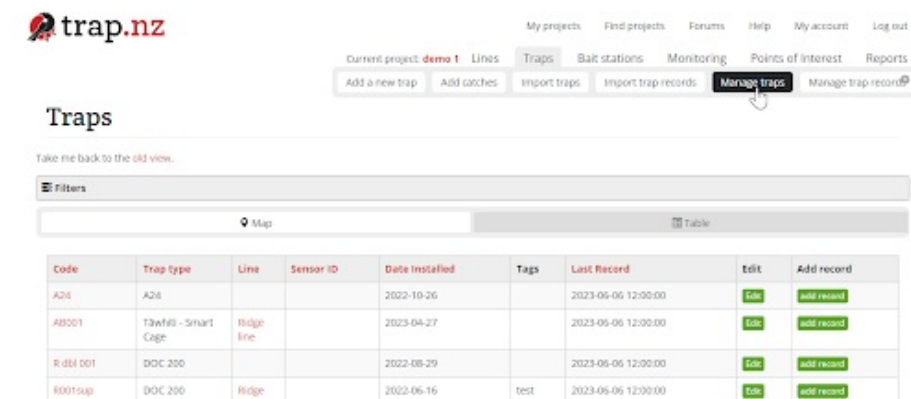 trap.nz
My projects Find projects Forums Help My account Log out
Current project: demo 1 Lines Traps Bait stations Monitoring Points of Interest Reports
Add a new trap Add catches Import traps Import trap records Manage traps Manage trap records
Traps
Take me back to the old view.
Filters
Map Table
Code Trap type Line Sensor ID Date Installed Tags Last Record Edit Add record
A24 A24 2022-10-26 2023-06-06 12:00:00 Edit add record
AB001 Tāwhiti - Smart Cage Ridge line 2023-04-27 2023-06-06 12:00:00 Edit add record
R dbl 001 DOC 200 2022-08-29 2023-06-06 12:00:00 Edit add record
R001sup DOC 200 Ridge 2022-06-16 test 2023-06-06 12:00:00 Edit add record